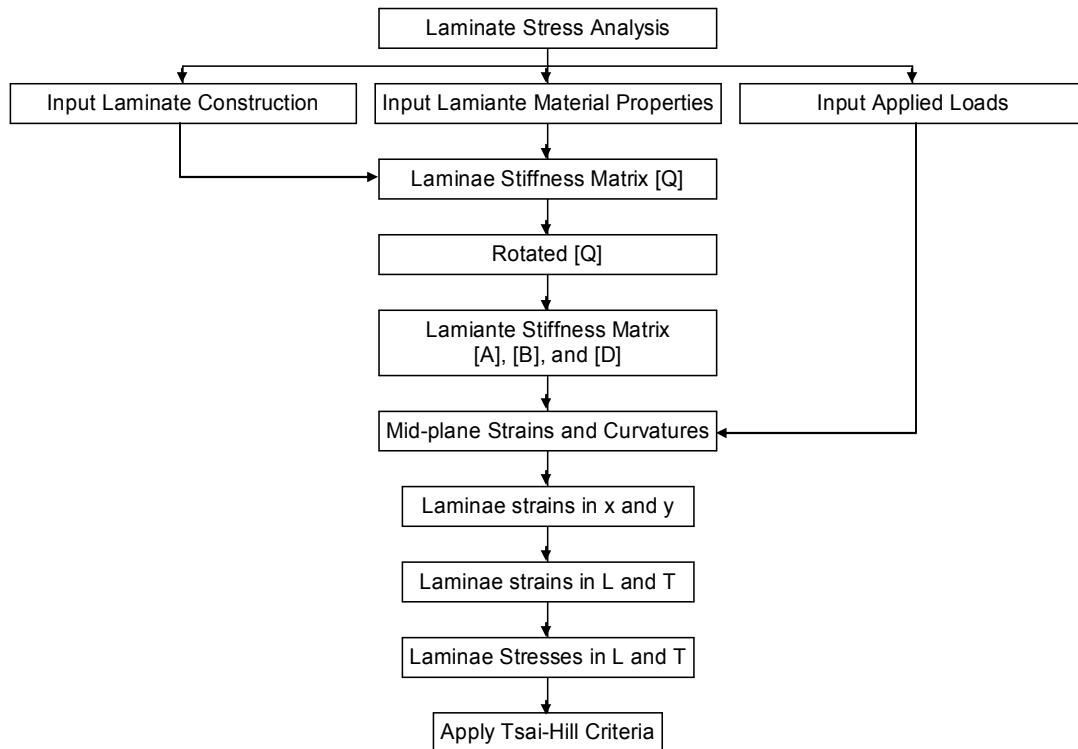 Laminate Stress Analysis
Input Laminate Construction
Input Lamiante Material Properties
Input Applied Loads
Laminae Stiffness Matrix [Q]
Rotated [Q]
Lamiante Stiffness Matrix
[A], [B], and [D]
Mid-plane Strains and Curvatures
Laminae strains in x and y
Laminae strains in L and T
Laminae Stresses in L and T
Apply Tsai-Hill Criteria